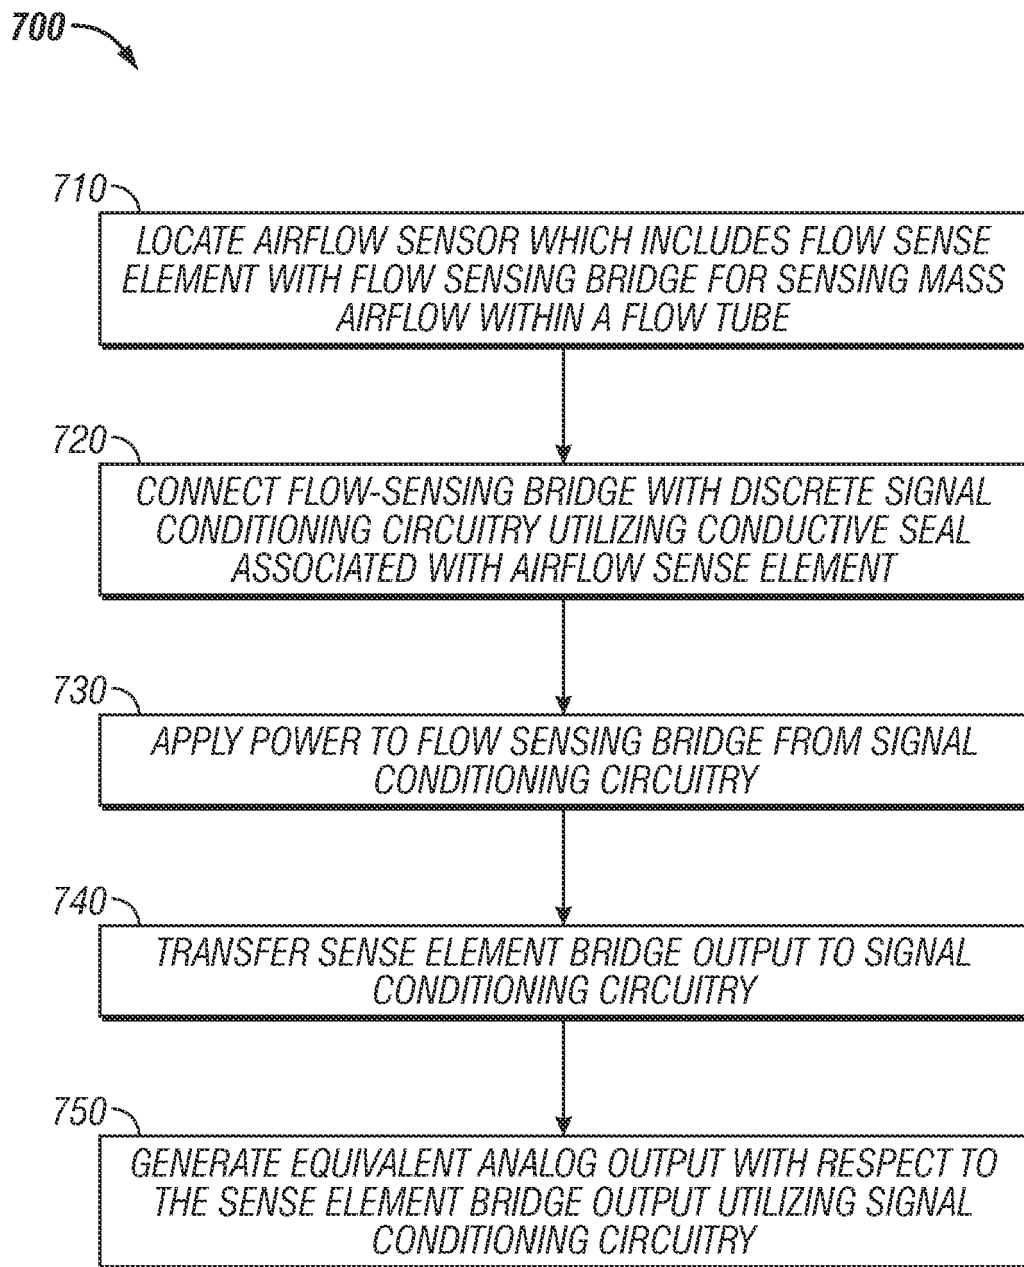 700
710
LOCATE AIRFLOW SENSOR WHICH INCLUDES FLOW SENSE
ELEMENT WITH FLOW SENSING BRIDGE FOR SENSING MASS
AIRFLOW WITHIN A FLOW TUBE
720
CONNECT FLOW-SENSING BRIDGE WITH DISCRETE SIGNAL
CONDITIONING CIRCUITRY UTILIZING CONDUCTIVE SEAL
ASSOCIATED WITH AIRFLOW SENSE ELEMENT
730
APPLY POWER TO FLOW SENSING BRIDGE FROM SIGNAL
CONDITIONING CIRCUITRY
740
TRANSFER SENSE ELEMENT BRIDGE OUTPUT TO SIGNAL
CONDITIONING CIRCUITRY
750
GENERATE EQUIVALENT ANALOG OUTPUT WITH RESPECT TO
THE SENSE ELEMENT BRIDGE OUTPUT UTILIZING SIGNAL
CONDITIONING CIRCUITRY